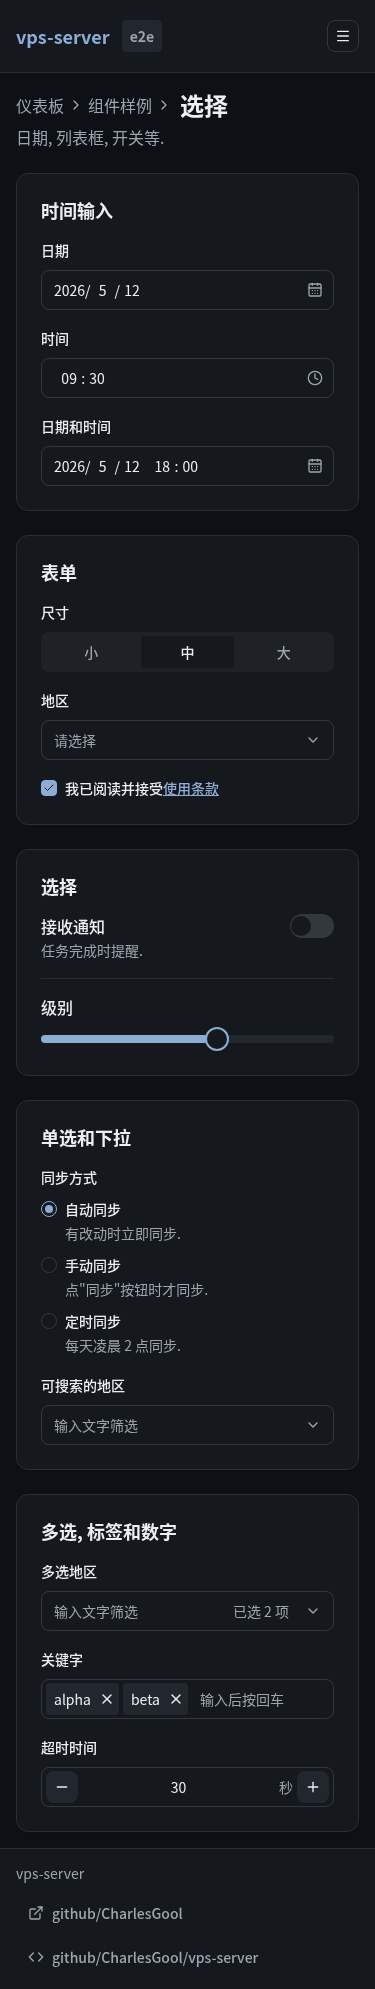 vps-server e2e
仪表板 组件样例 选择
日期, 列表框, 开关等.
时间输入
日期
2026/ 5 / 12
时间
09 : 30
日期和时间
2026/ 5 / 12 18 : 00
表单
尺寸
小 中 大
地区
请选择
我已阅读并接受使用条款
选择
接收通知
任务完成时提醒.
级别
单选和下拉
同步方式
自动同步
有改动时立即同步.
手动同步
点"同步"按钮时才同步.
定时同步
每天凌晨 2 点同步.
可搜索的地区
输入文字筛选
多选, 标签和数字
多选地区
输入文字筛选 已选 2 项
关键字
alpha beta 输入后按回车
超时时间
30 秒
vps-server
github/CharlesGool
github/CharlesGool/vps-server